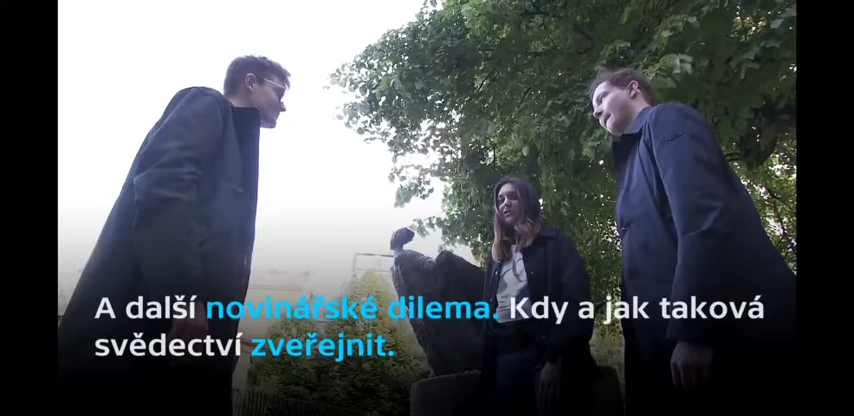 A další novinářské dilema. Kdy a jak taková
svědectví zveřejnit.